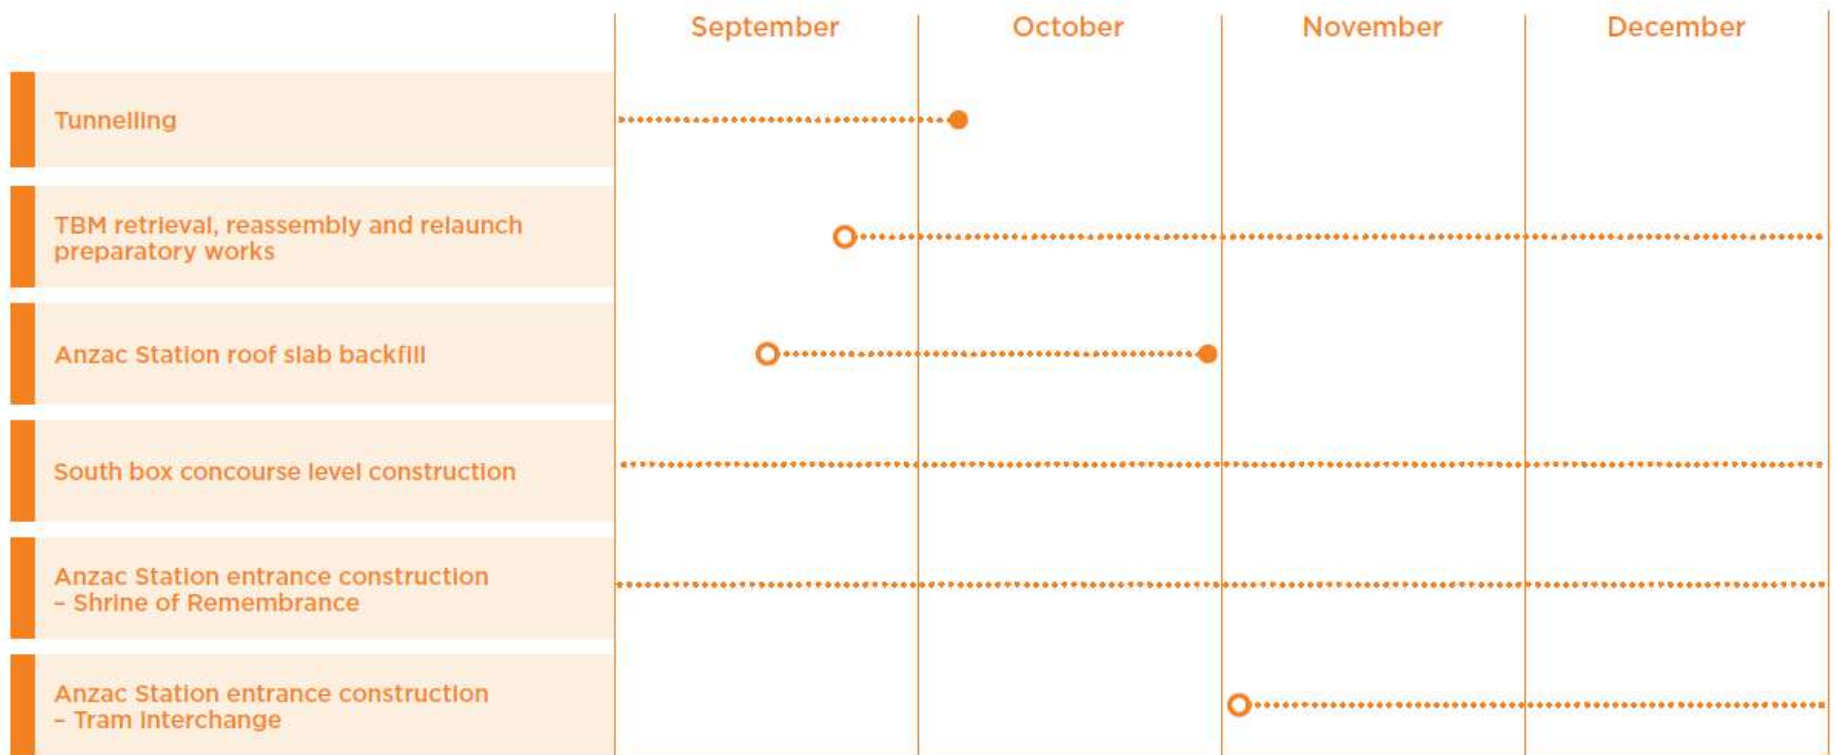 September October November December
Tunnelling
TBM retrieval, reassembly and relaunch
preparatory works
Anzac Station roof slab backfill
South box concourse level construction
Anzac Station entrance construction
– Shrine of Remembrance
Anzac Station entrance construction
– Tram Interchange